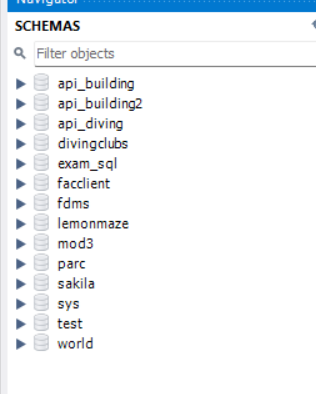 Navigator
SCHEMAS
Filter objects
api_building
api_building2
api_diving
divingclubs
exam_sql
facclient
fdms
lemonmaze
mod3
parc
sakila
sys
test
world